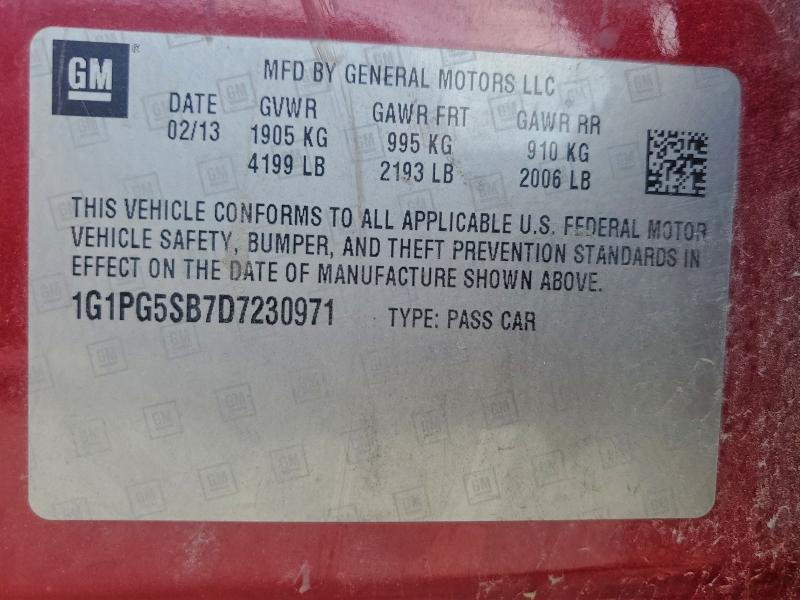 GM ®
MFD BY GENERAL MOTORS LLC
DATE GVWR GAWR FRT GAWR RR
02/13 1905 KG 995 KG 910 KG
4199 LB 2193 LB 2006 LB
THIS VEHICLE CONFORMS TO ALL APPLICABLE U.S. FEDERAL MOTOR
VEHICLE SAFETY, BUMPER, AND THEFT PREVENTION STANDARDS IN
EFFECT ON THE DATE OF MANUFACTURE SHOWN ABOVE.
1G1PG5SB7D7230971 TYPE: PASS CAR